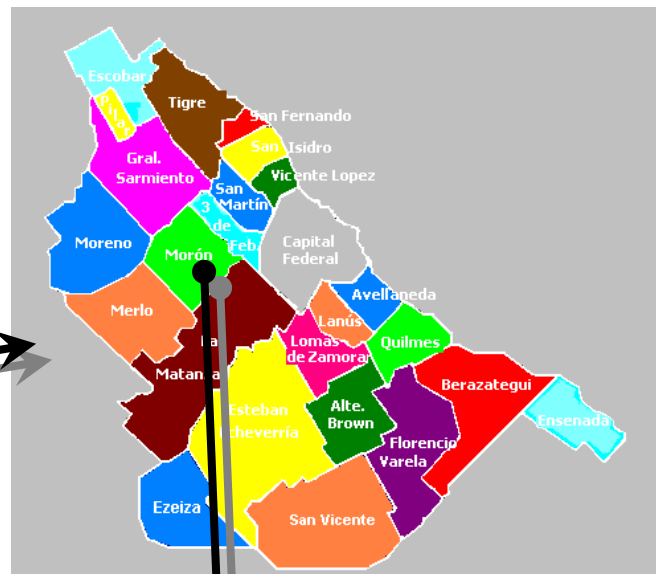 Escobar
Pilar
Tigre
San Fernando
San Isidro
Vicente Lopez
Gral.
Sarmiento
San
Martín
3
de
Feb.
Moreno
Morón
Capital
Federal
Merlo
Avellaneda
Lanús
La
Matanza
Lomas
de Zamora
Quilmes
Berazategui
Esteban
Echeverría
Alte.
Brown
Florencio
Varela
Ensenada
Ezeiza
San Vicente